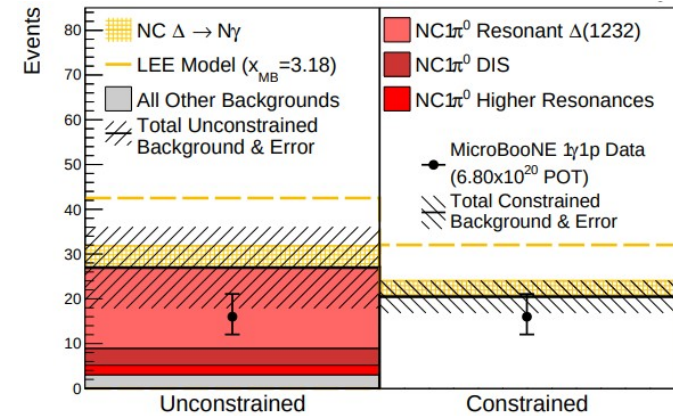 Events
80
70
60
50
40
30
20
10
0
NC Δ → Nγ
LEE Model (x_MB=3.18)
All Other Backgrounds
Total Unconstrained
Background & Error
NC1π⁰ Resonant Δ(1232)
NC1π⁰ DIS
NC1π⁰ Higher Resonances
MicroBooNE 1γ1p Data
(6.80x10²⁰ POT)
Total Constrained
Background & Error
Unconstrained
Constrained